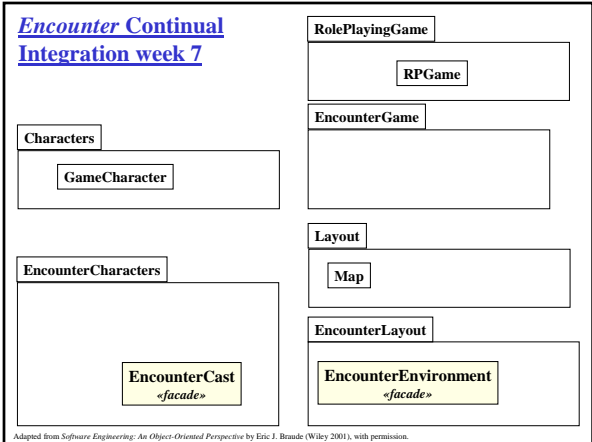 Encounter Continual
Integration week 7
RolePlayingGame
RPGame
EncounterGame
Characters
GameCharacter
Layout
Map
EncounterCharacters
EncounterCast
«facade»
EncounterLayout
EncounterEnvironment
«facade»
Adapted from Software Engineering: An Object-Oriented Perspective by Eric J. Braude (Wiley 2001), with permission.